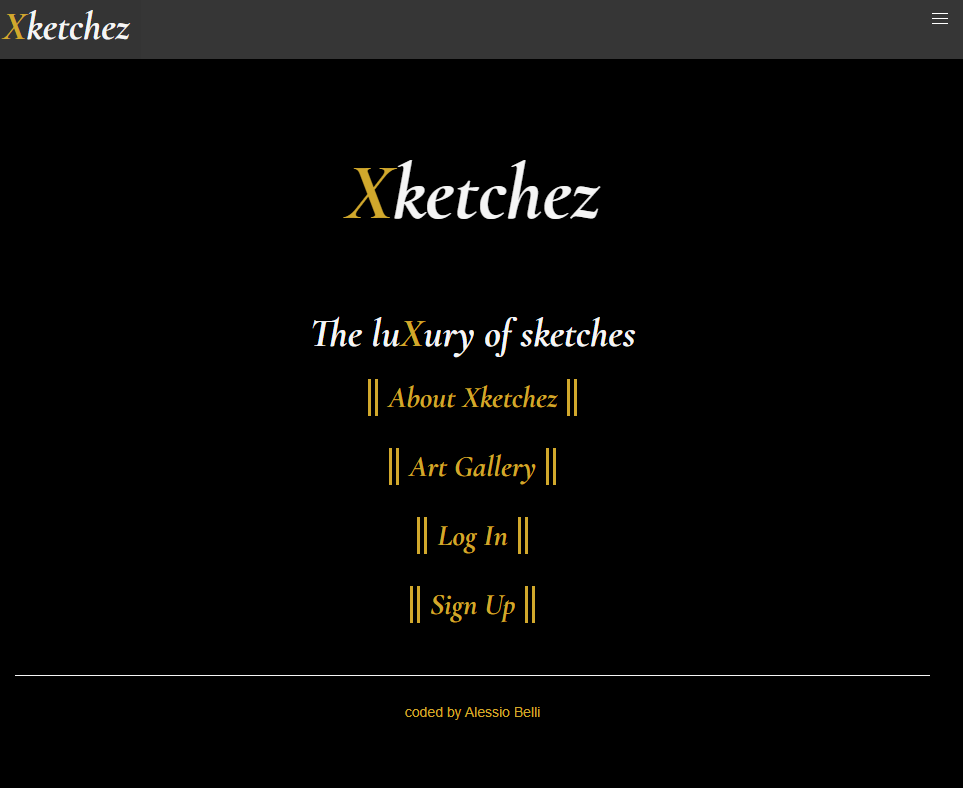 Xketchez
Xketchez
The luXury of sketches
About Xketchez
Art Gallery
Log In
Sign Up
coded by Alessio Belli